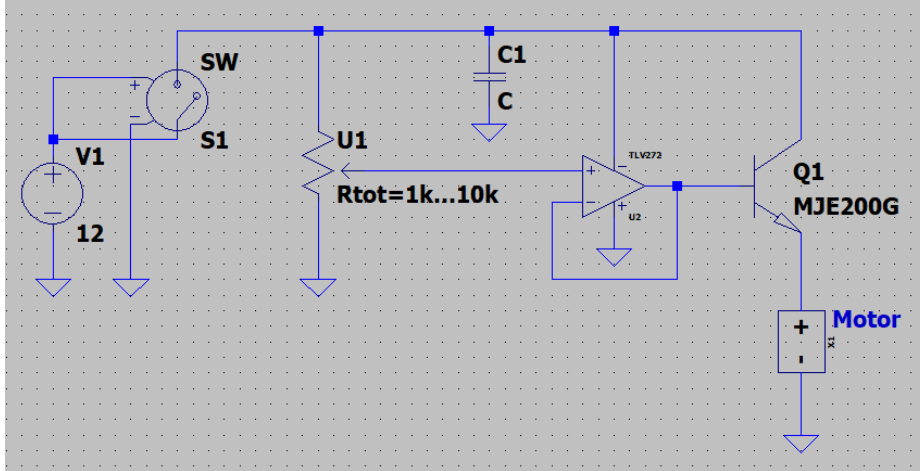 SW
+
-
S1
V1
+
-
12
U1
Rtot=1k...10k
C1
C
TLV272
+
-
-
+
U2
Q1
MJE200G
Motor
+
-
X1